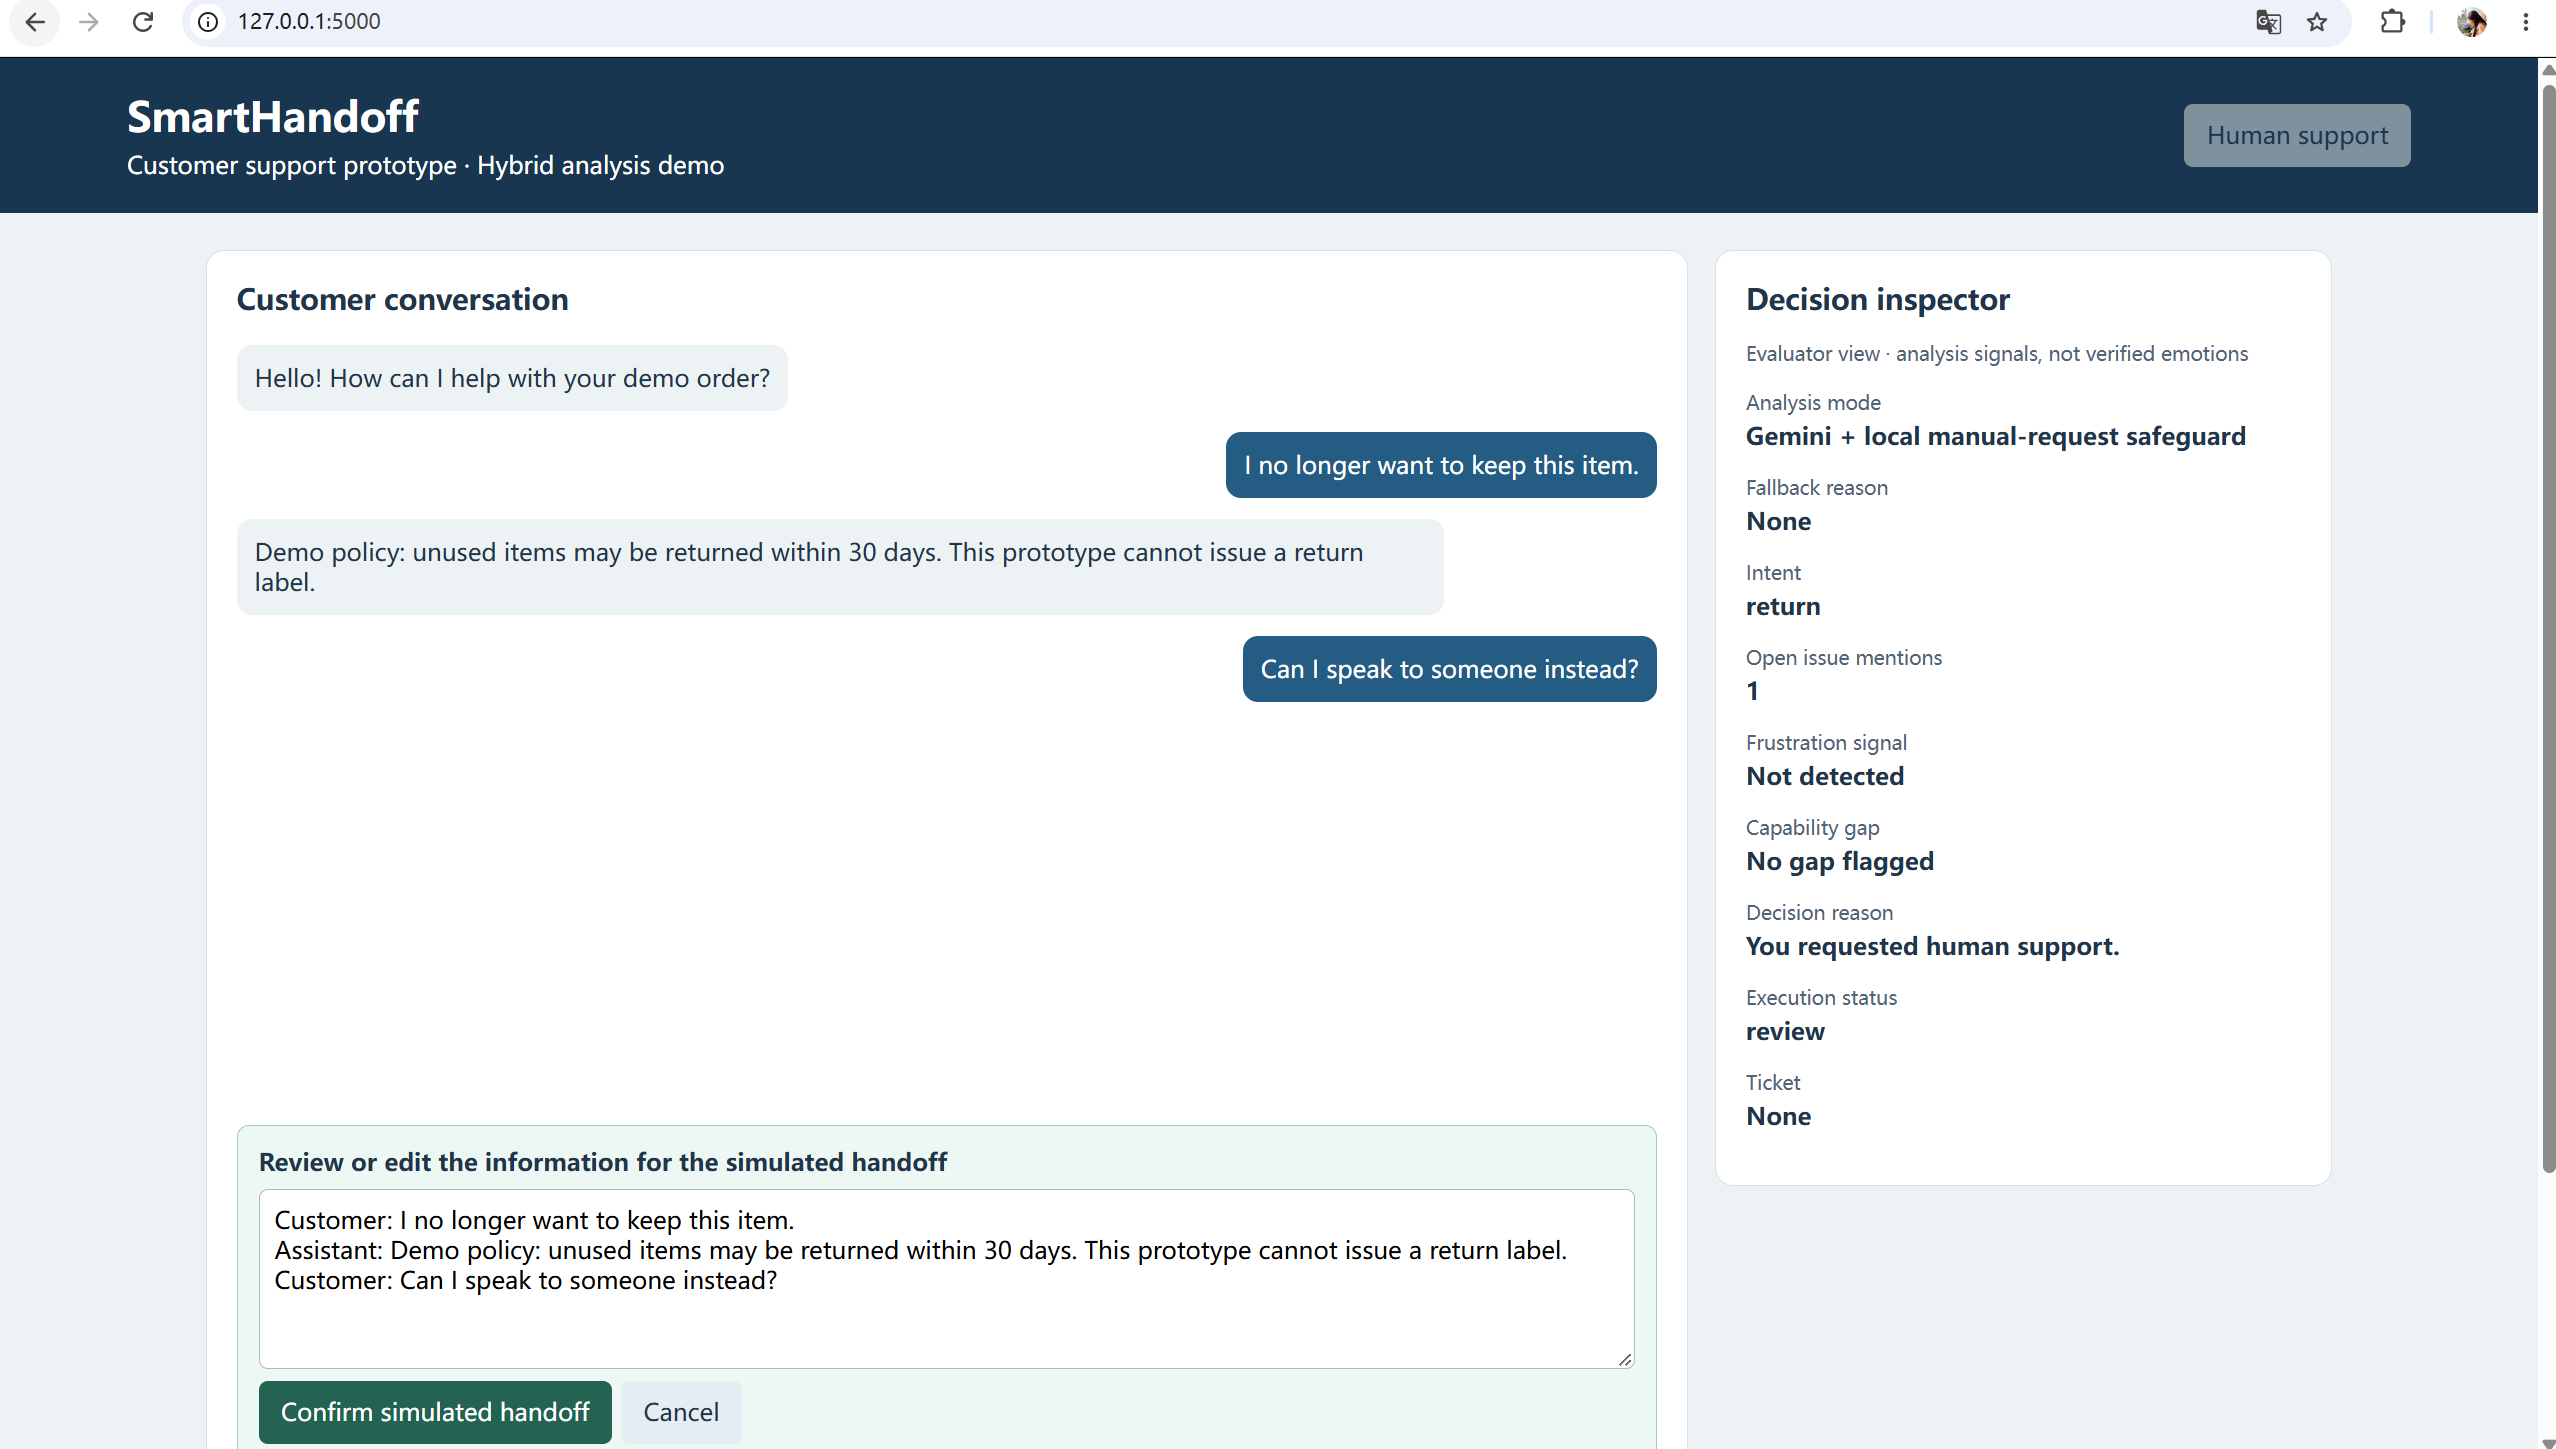 127.0.0.1:5000
SmartHandoff
Customer support prototype · Hybrid analysis demo
Human support
Customer conversation
Hello! How can I help with your demo order?
I no longer want to keep this item.
Demo policy: unused items may be returned within 30 days. This prototype cannot issue a return
label.
Can I speak to someone instead?
Review or edit the information for the simulated handoff
Customer: I no longer want to keep this item.
Assistant: Demo policy: unused items may be returned within 30 days. This prototype cannot issue a return label.
Customer: Can I speak to someone instead?
Confirm simulated handoff
Cancel
Decision inspector
Evaluator view · analysis signals, not verified emotions
Analysis mode
Gemini + local manual-request safeguard
Fallback reason
None
Intent
return
Open issue mentions
1
Frustration signal
Not detected
Capability gap
No gap flagged
Decision reason
You requested human support.
Execution status
review
Ticket
None